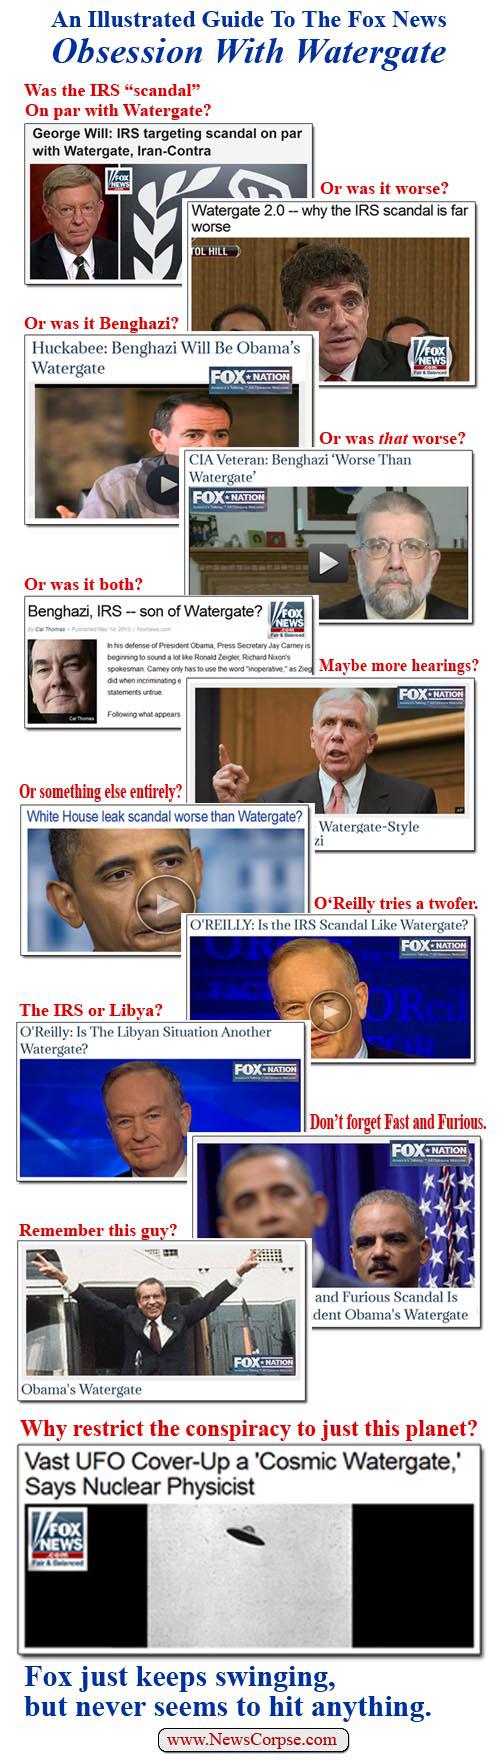 An Illustrated Guide To The Fox News
Obsession With Watergate
Was the IRS “scandal”
On par with Watergate?
George Will: IRS targeting scandal on par
with Watergate, Iran-Contra
FOX
NEWS
.com
Or was it worse?
Watergate 2.0 -- why the IRS scandal is far
worse
TOL HILL
FOX
NEWS
.com
Fair & Balanced
Or was it Benghazi?
Huckabee: Benghazi Will Be Obama’s
Watergate
FOX NATION
Or was that worse?
CIA Veteran: Benghazi ‘Worse Than
Watergate’
FOX NATION
Or was it both?
Benghazi, IRS -- son of Watergate?
By Cal Thomas / Published May 14, 2013 / FoxNews.com
FOX
NEWS
.com
Fair & Balanced
In his defense of President Obama, Press Secretary Jay Carney is
beginning to sound a lot like Ronald Zeigler, Richard Nixon's
spokesman. Carney only has to use the word "inoperative," as Zieg
did when incriminating e
statements untrue.
Following what appears
Cal Thomas
Maybe more hearings?
FOX NATION
AP
Watergate-Style
zi
Or something else entirely?
White House leak scandal worse than Watergate?
O‘Reilly tries a twofer.
O'REILLY: Is the IRS Scandal Like Watergate?
FOX NATION
The IRS or Libya?
O'Reilly: Is The Libyan Situation Another
Watergate?
FOX NATION
Don’t forget Fast and Furious.
FOX NATION
and Furious Scandal Is
dent Obama's Watergate
Remember this guy?
FOX NATION
Obama's Watergate
Why restrict the conspiracy to just this planet?
Vast UFO Cover-Up a 'Cosmic Watergate,'
Says Nuclear Physicist
FOX
NEWS
.com
Fair & Balanced
Fox just keeps swinging,
but never seems to hit anything.
www.NewsCorpse.com